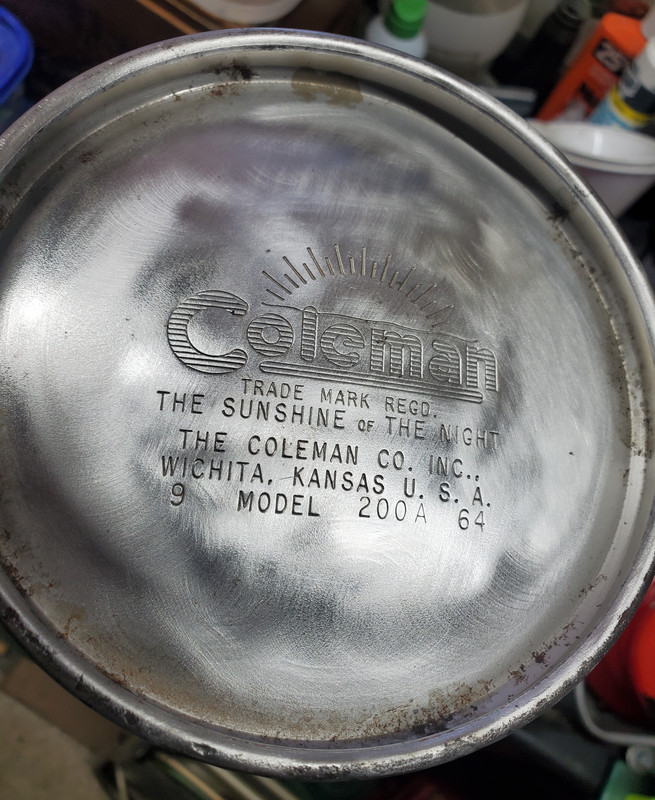 Coleman
TRADE MARK REGD.
THE SUNSHINE OF THE NIGHT
THE COLEMAN CO. INC.,
WICHITA, KANSAS U. S. A.
9 MODEL 200A 64